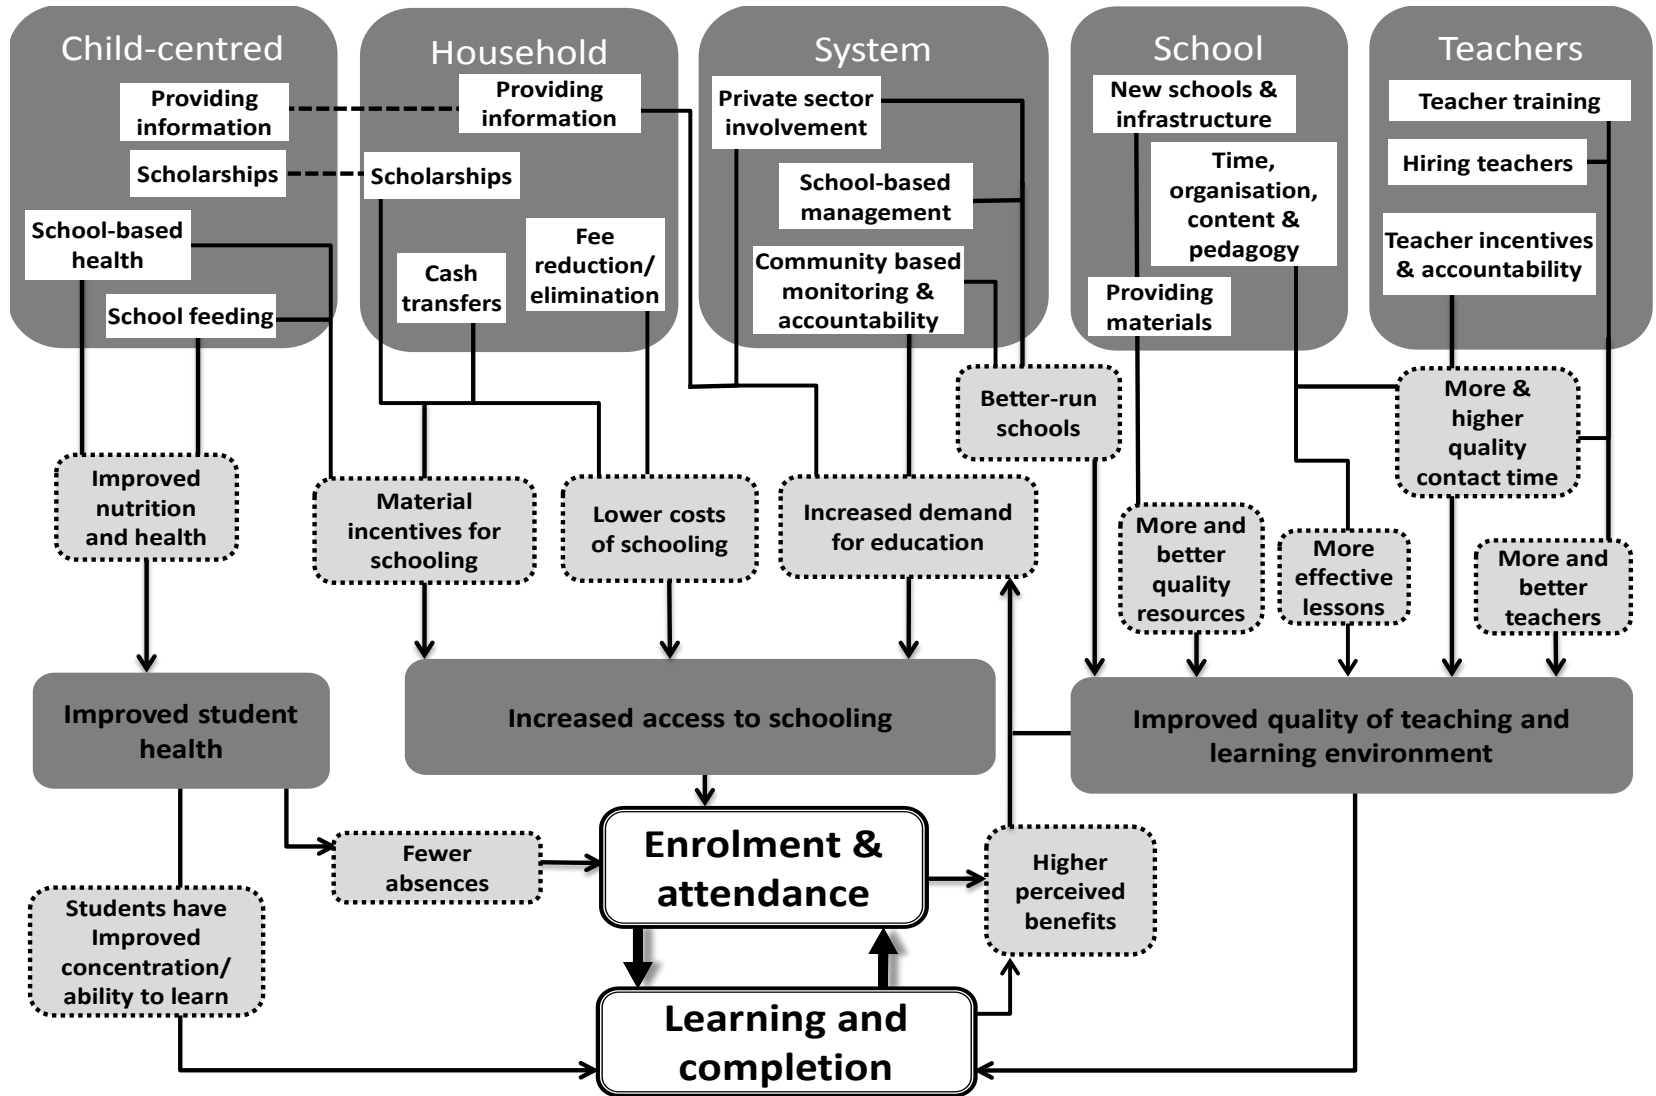 Child-centred
Providing
information
Scholarships
School-based
health
School feeding
Household
Providing
information
Scholarships
Fee
reduction/
elimination
Cash
transfers
System
Private sector
involvement
School-based
management
Community based
monitoring &
accountability
School
New schools &
infrastructure
Time,
organisation,
content &
pedagogy
Providing
materials
Teachers
Teacher training
Hiring teachers
Teacher incentives
& accountability
Improved
nutrition
and health
Material
incentives for
schooling
Lower costs
of schooling
Increased demand
for education
Better-run
schools
More and
better
quality
resources
More
effective
lessons
More &
higher
quality
contact time
More and
better
teachers
Improved student
health
Increased access to schooling
Improved quality of teaching and
learning environment
Fewer
absences
Enrolment &
attendance
Higher
perceived
benefits
Students have
Improved
concentration/
ability to learn
Learning and
completion